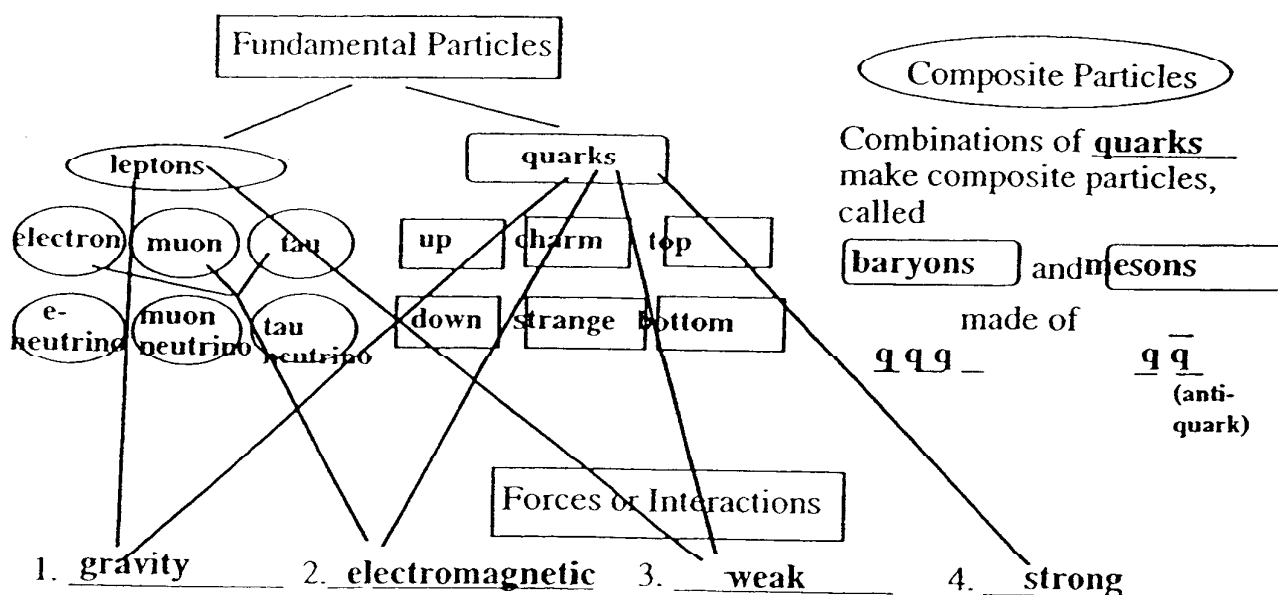 Fundamental Particles
Composite Particles
leptons
quarks
Combinations of quarks
make composite particles,
called
electron muon tau
up charm top
baryons and mesons
e-neutrino muon neutrino tau neutrino
down strange bottom
made of
q q q
q q̄
(anti-
quark)
Forces or Interactions
1. gravity 2. electromagnetic 3. weak 4. strong